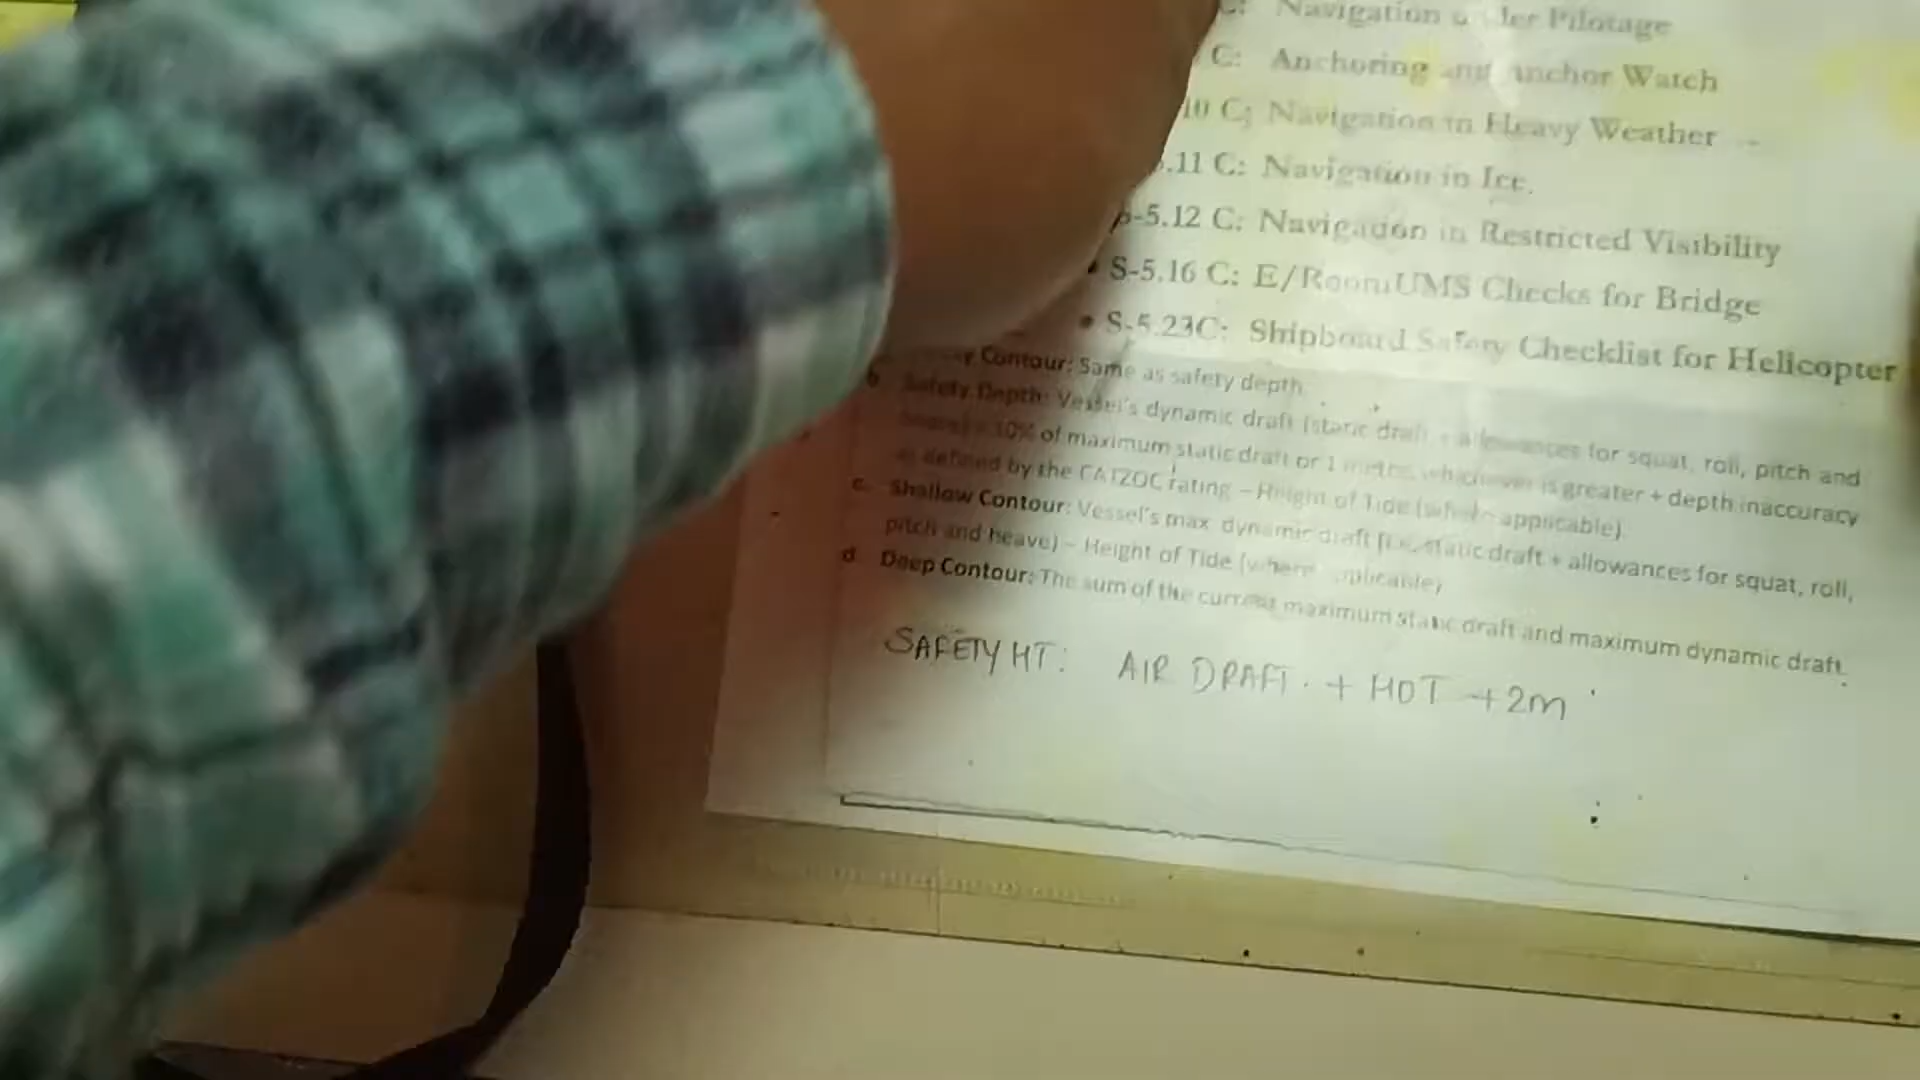 C: Navigation Pilotage
C: Anchoring and Anchor Watch
10 C: Navigation in Heavy Weather
.11 C: Navigation in Ice.
-5.12 C: Navigation in Restricted Visibility
• S-5.16 C: E/Room UMS Checks for Bridge
• S-5.23C: Shipboard Safety Checklist for Helicopter
Contour: Same as safety depth.
b. Safety Depth: Vessel's dynamic draft (static draft + allowances for squat, roll, pitch and
10% of maximum static draft or 1 metre, whichever is greater + depth inaccuracy
as defined by the CATZOC rating – Height of Tide (where applicable).
c. Shallow Contour: Vessel's max dynamic draft (i.e. static draft + allowances for squat, roll,
pitch and heave) – Height of Tide (where applicable)
d. Deep Contour: The sum of the current maximum static draft and maximum dynamic draft.
SAFETY HT: AIR DRAFT. + HOT + 2m